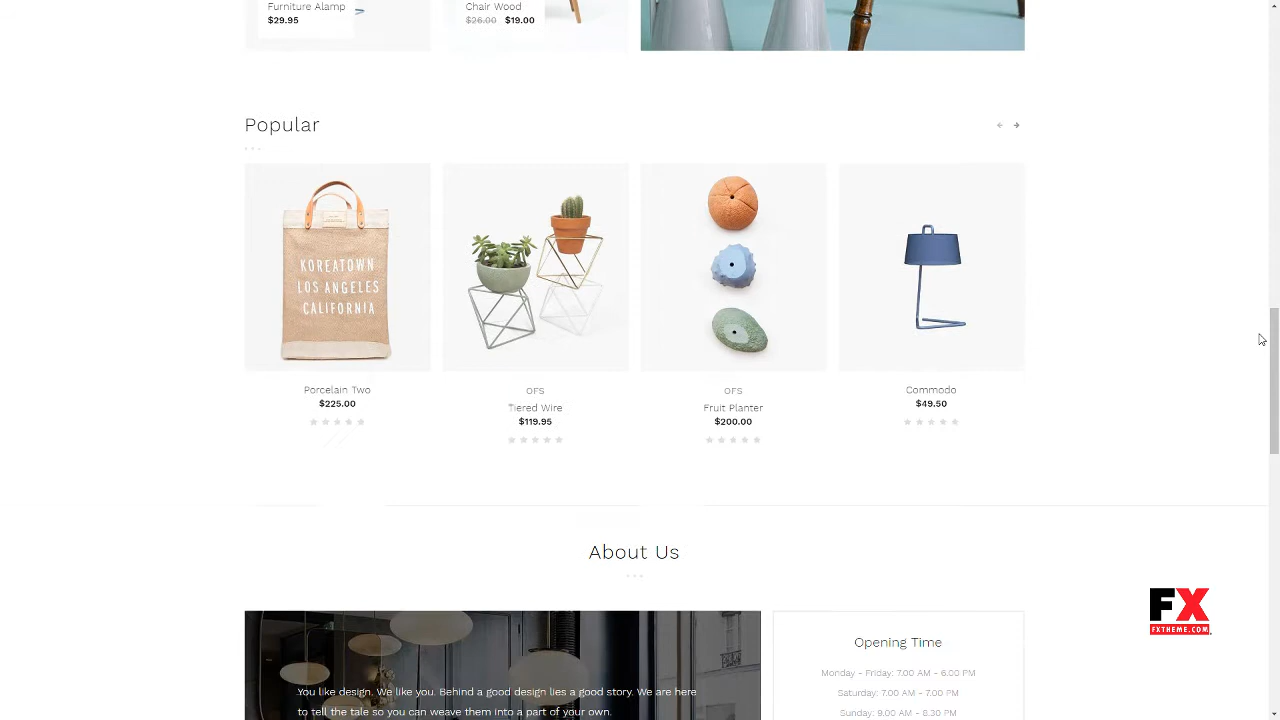 Furniture Alamp
$29.95
Chair Wood
$26.00 $19.00
Popular
KOREATOWN
LOS ANGELES
CALIFORNIA
Porcelain Two
$225.00
OFS
Tiered Wire
$119.95
OFS
Fruit Planter
$200.00
Commodo
$49.50
About Us
You like design. We like you. Behind a good design lies a good story. We are here
to tell the tale so you can weave them into a part of your own.
Opening Time
Monday - Friday: 7.00 AM - 6.00 PM
Saturday: 7.00 AM - 7.00 PM
Sunday: 9.00 AM - 8.30 PM
FX
FXTHEME.COM